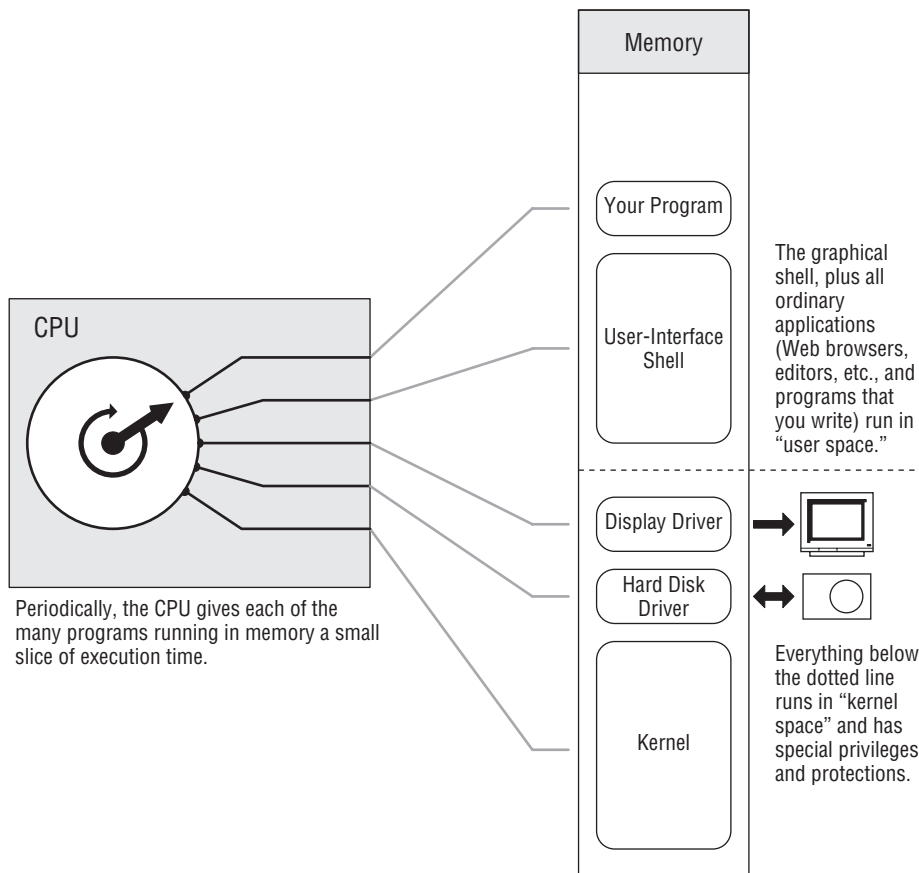 Memory
Your Program
User-Interface
Shell
The graphical
shell, plus all
ordinary
applications
(Web browsers,
editors, etc., and
programs that
you write) run in
“user space.”
CPU
Periodically, the CPU gives each of the
many programs running in memory a small
slice of execution time.
Display Driver
Hard Disk
Driver
Kernel
Everything below
the dotted line
runs in “kernel
space” and has
special privileges
and protections.